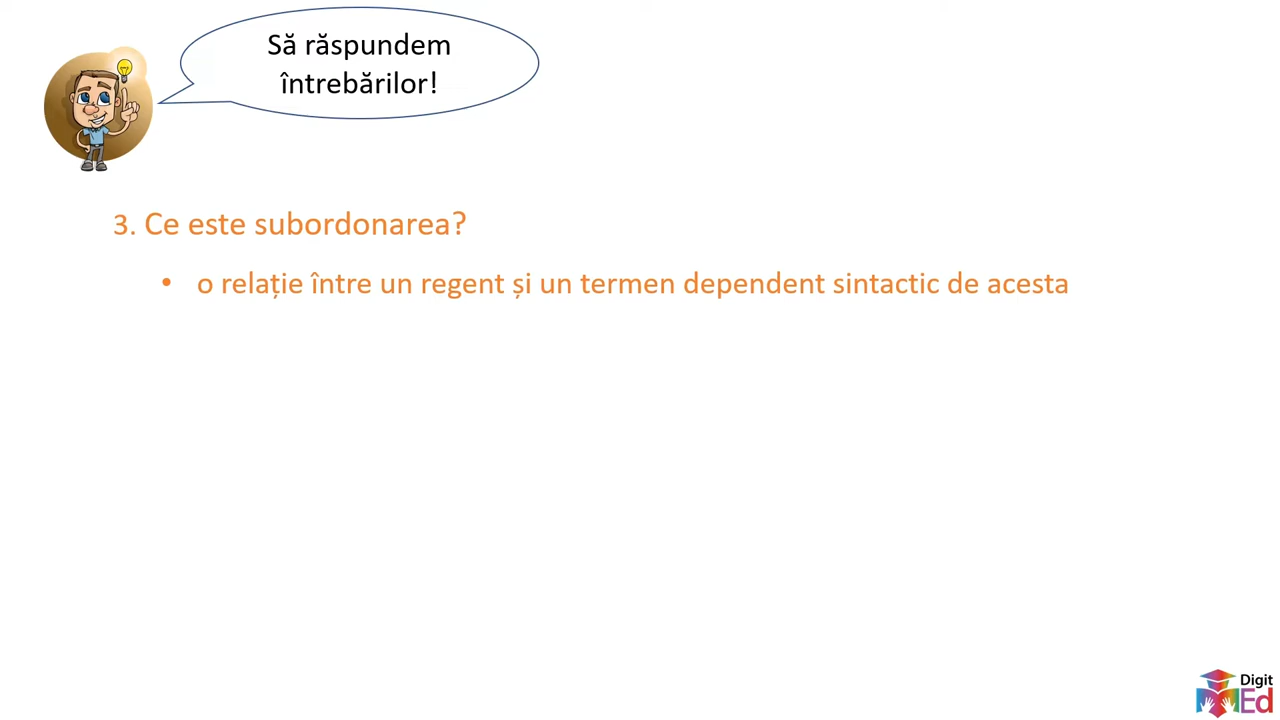 Să răspundem
întrebărilor!
3. Ce este subordonarea?
• o relație între un regent și un termen dependent sintactic de acesta
Digit
Ed